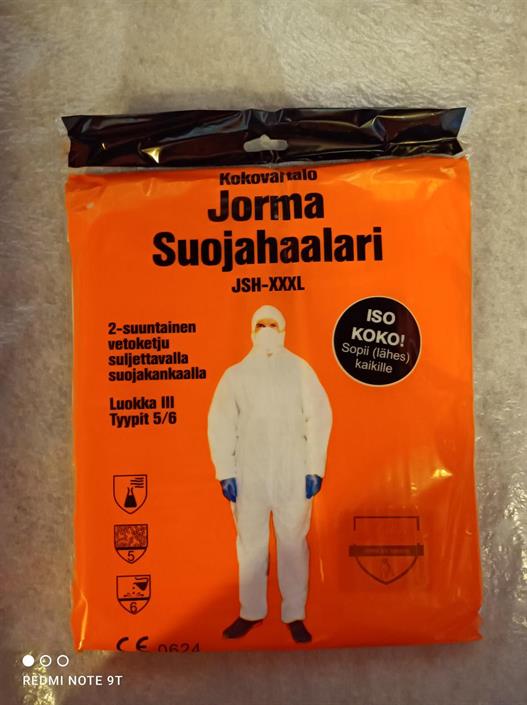 Kokovartalo
Jorma
Suojahaalari
JSH-XXXL
ISO
KOKO!
Sopii (lähes)
kaikille
2-suuntainen
vetoketju
suljettavalla
suojakankaalla
Luokka III
Tyypit 5/6
5
6
CE 0624
REDMI NOTE 9T